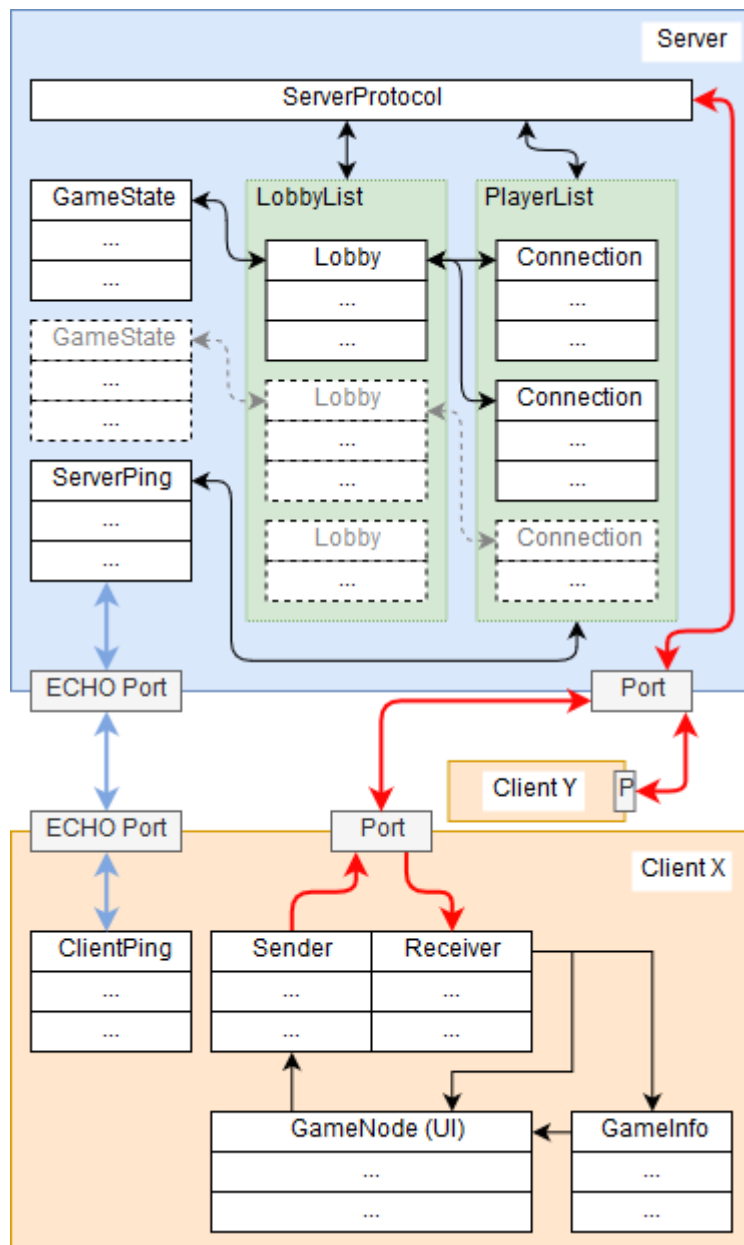 Server
ServerProtocol
GameState
...
...
LobbyList
PlayerList
Lobby
...
...
Connection
...
...
GameState
...
...
Lobby
...
...
Connection
...
...
ServerPing
...
...
Lobby
...
Connection
...
ECHO Port
Port
Client Y
P
ECHO Port
Port
Client X
ClientPing
...
...
Sender
...
...
Receiver
...
...
GameNode (UI)
...
...
GameInfo
...
...